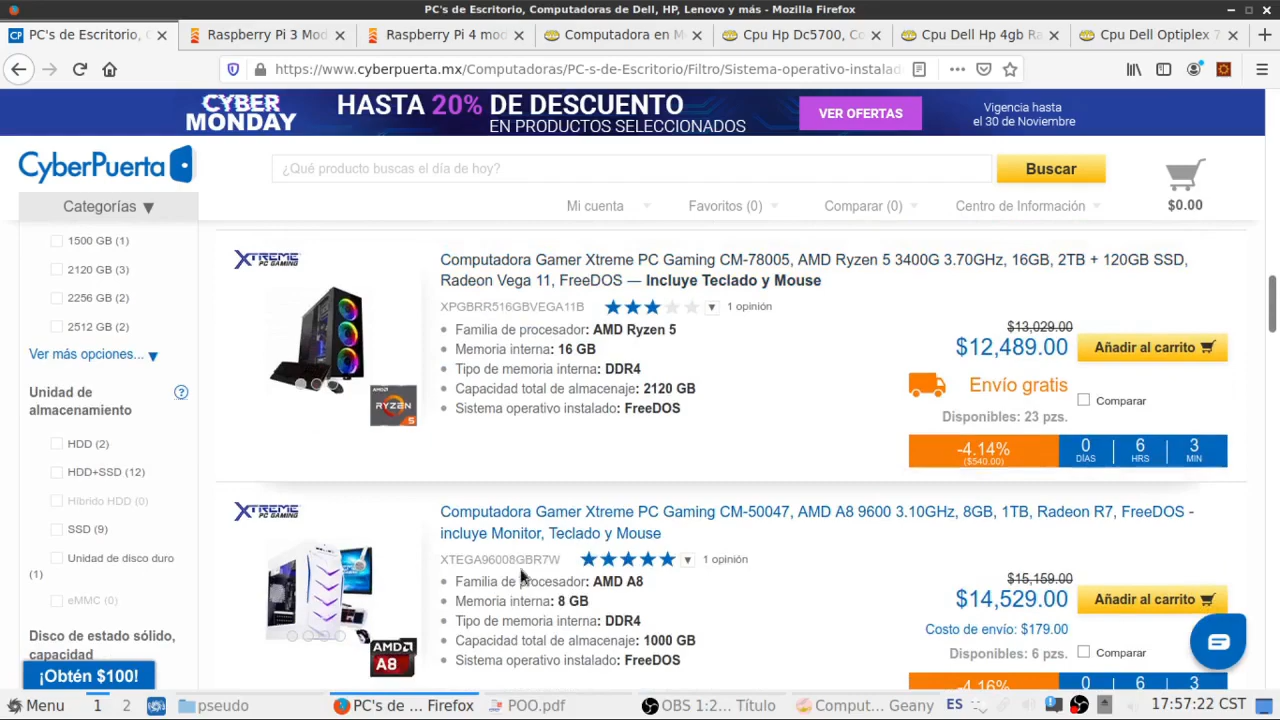 PC's de Escritorio, Computadoras de Dell, HP, Lenovo y más - Mozilla Firefox
CP PC's de Escritorio, C
Raspberry Pi 3 Mod
Raspberry Pi 4 mod
Computadora en M
Cpu Hp Dc5700, Co
Cpu Dell Hp 4gb Ra
Cpu Dell Optiplex 7
https://www.cyberpuerta.mx/Computadoras/PC-s-de-Escritorio/Filtro/Sistema-operativo-instalad
CYBER
MONDAY
HASTA 20% DE DESCUENTO
EN PRODUCTOS SELECCIONADOS
VER OFERTAS
Vigencia hasta
el 30 de Noviembre
CyberPuerta
¿Qué producto buscas el día de hoy?
Buscar
$0.00
Categorías ▼
Mi cuenta
Favoritos (0)
Comparar (0)
Centro de Información
1500 GB (1)
2120 GB (3)
2256 GB (2)
2512 GB (2)
Ver más opciones... ▼
Unidad de
almacenamiento
?
HDD (2)
HDD+SSD (12)
Híbrido HDD (0)
SSD (9)
Unidad de disco duro
(1)
eMMC (0)
Disco de estado sólido,
capacidad
¡Obtén $100!
XTREME
PC GAMING
AMD
RYZEN
5
Computadora Gamer Xtreme PC Gaming CM-78005, AMD Ryzen 5 3400G 3.70GHz, 16GB, 2TB + 120GB SSD,
Radeon Vega 11, FreeDOS — Incluye Teclado y Mouse
XPGBRR516GBVEGA11B
1 opinión
Familia de procesador: AMD Ryzen 5
Memoria interna: 16 GB
Tipo de memoria interna: DDR4
Capacidad total de almacenaje: 2120 GB
Sistema operativo instalado: FreeDOS
$13,029.00
$12,489.00
Añadir al carrito
Envío gratis
Comparar
Disponibles: 23 pzs.
-4.14%
($540.00)
0
DÍAS
6
HRS
3
MIN
XTREME
PC GAMING
AMD
A8
Computadora Gamer Xtreme PC Gaming CM-50047, AMD A8 9600 3.10GHz, 8GB, 1TB, Radeon R7, FreeDOS -
incluye Monitor, Teclado y Mouse
XTEGA96008GBR7W
1 opinión
Familia de procesador: AMD A8
Memoria interna: 8 GB
Tipo de memoria interna: DDR4
Capacidad total de almacenaje: 1000 GB
Sistema operativo instalado: FreeDOS
$15,159.00
$14,529.00
Añadir al carrito
Costo de envío: $179.00
Disponibles: 6 pzs.
Comparar
-4.16%
0
6
3
Menu
1
2
pseudo
PC's de ... Firefox
POO.pdf
OBS 1:2... Título
Comput... Geany
ES
17:57:22 CST